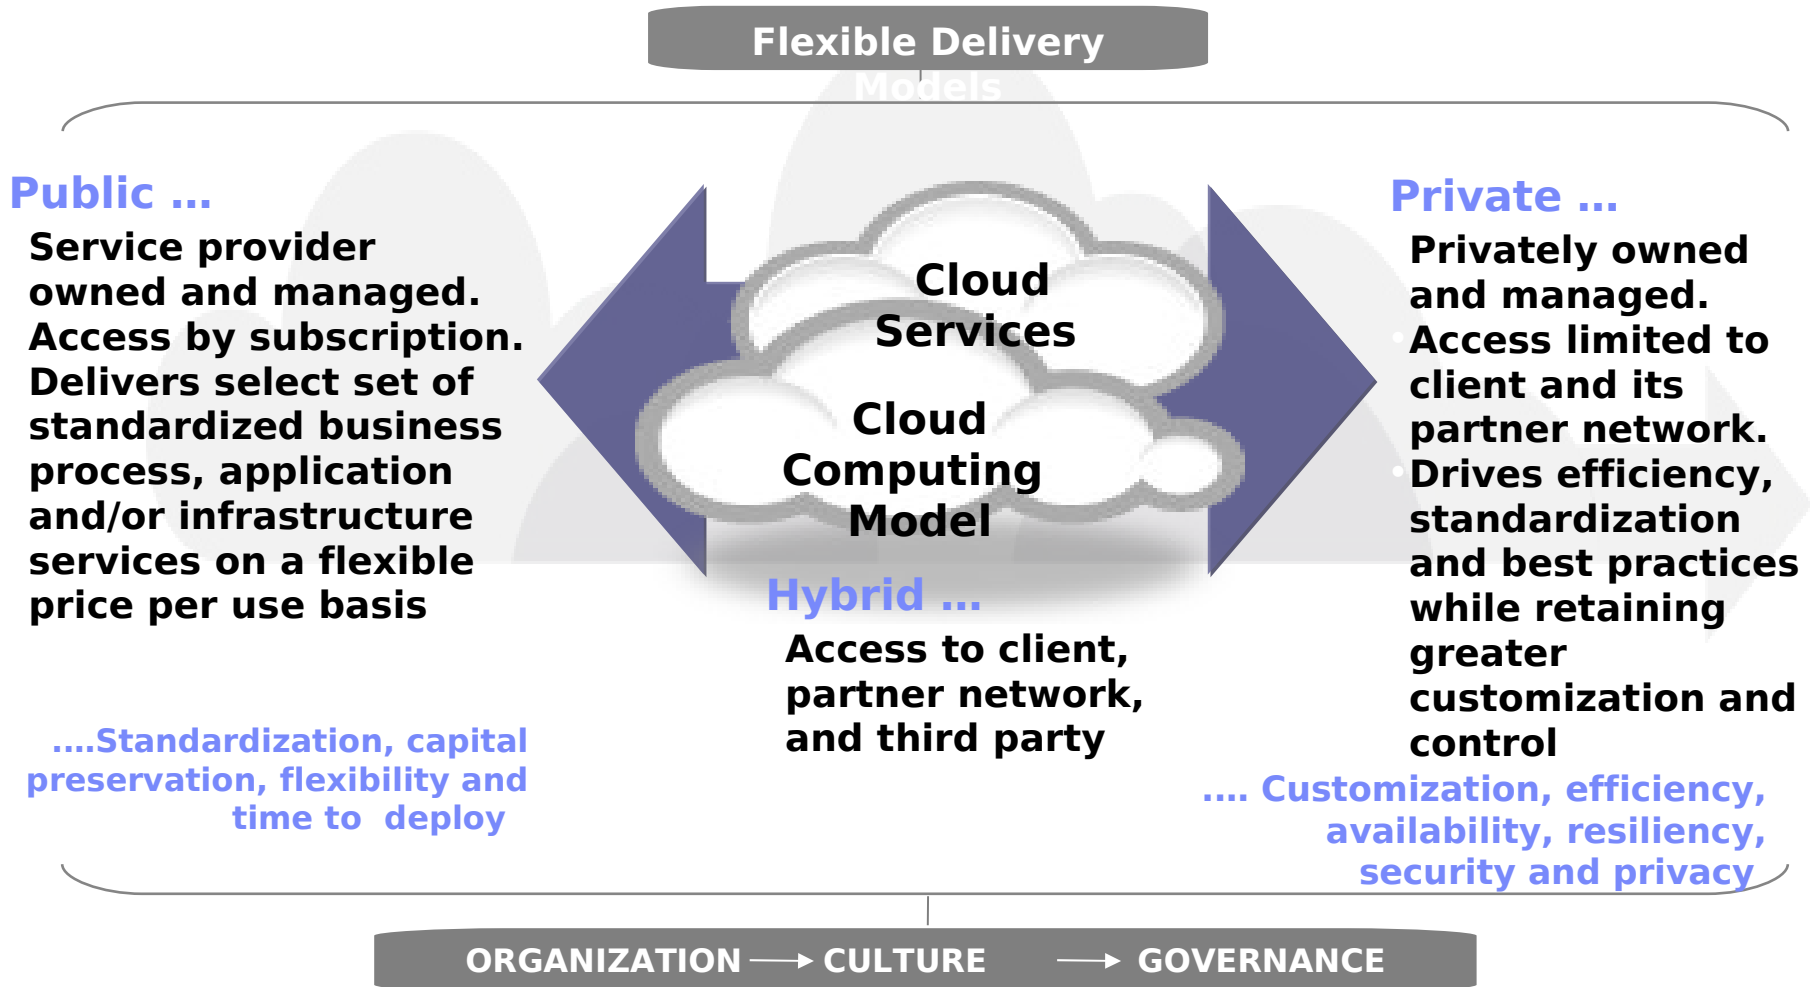 Flexible Delivery
Models
Public ...
Service provider
owned and managed.
Access by subscription.
Delivers select set of
standardized business
process, application
and/or infrastructure
services on a flexible
price per use basis
....Standardization, capital
preservation, flexibility and
time to  deploy
Cloud
Services
Cloud
Computing
Model
Hybrid ...
Access to client,
partner network,
and third party
Private ...
Privately owned
and managed.
•Access limited to
client and its
partner network.
•Drives efficiency,
standardization
and best practices
while retaining
greater
customization and
control
.... Customization, efficiency,
availability, resiliency,
security and privacy
ORGANIZATION → CULTURE → GOVERNANCE